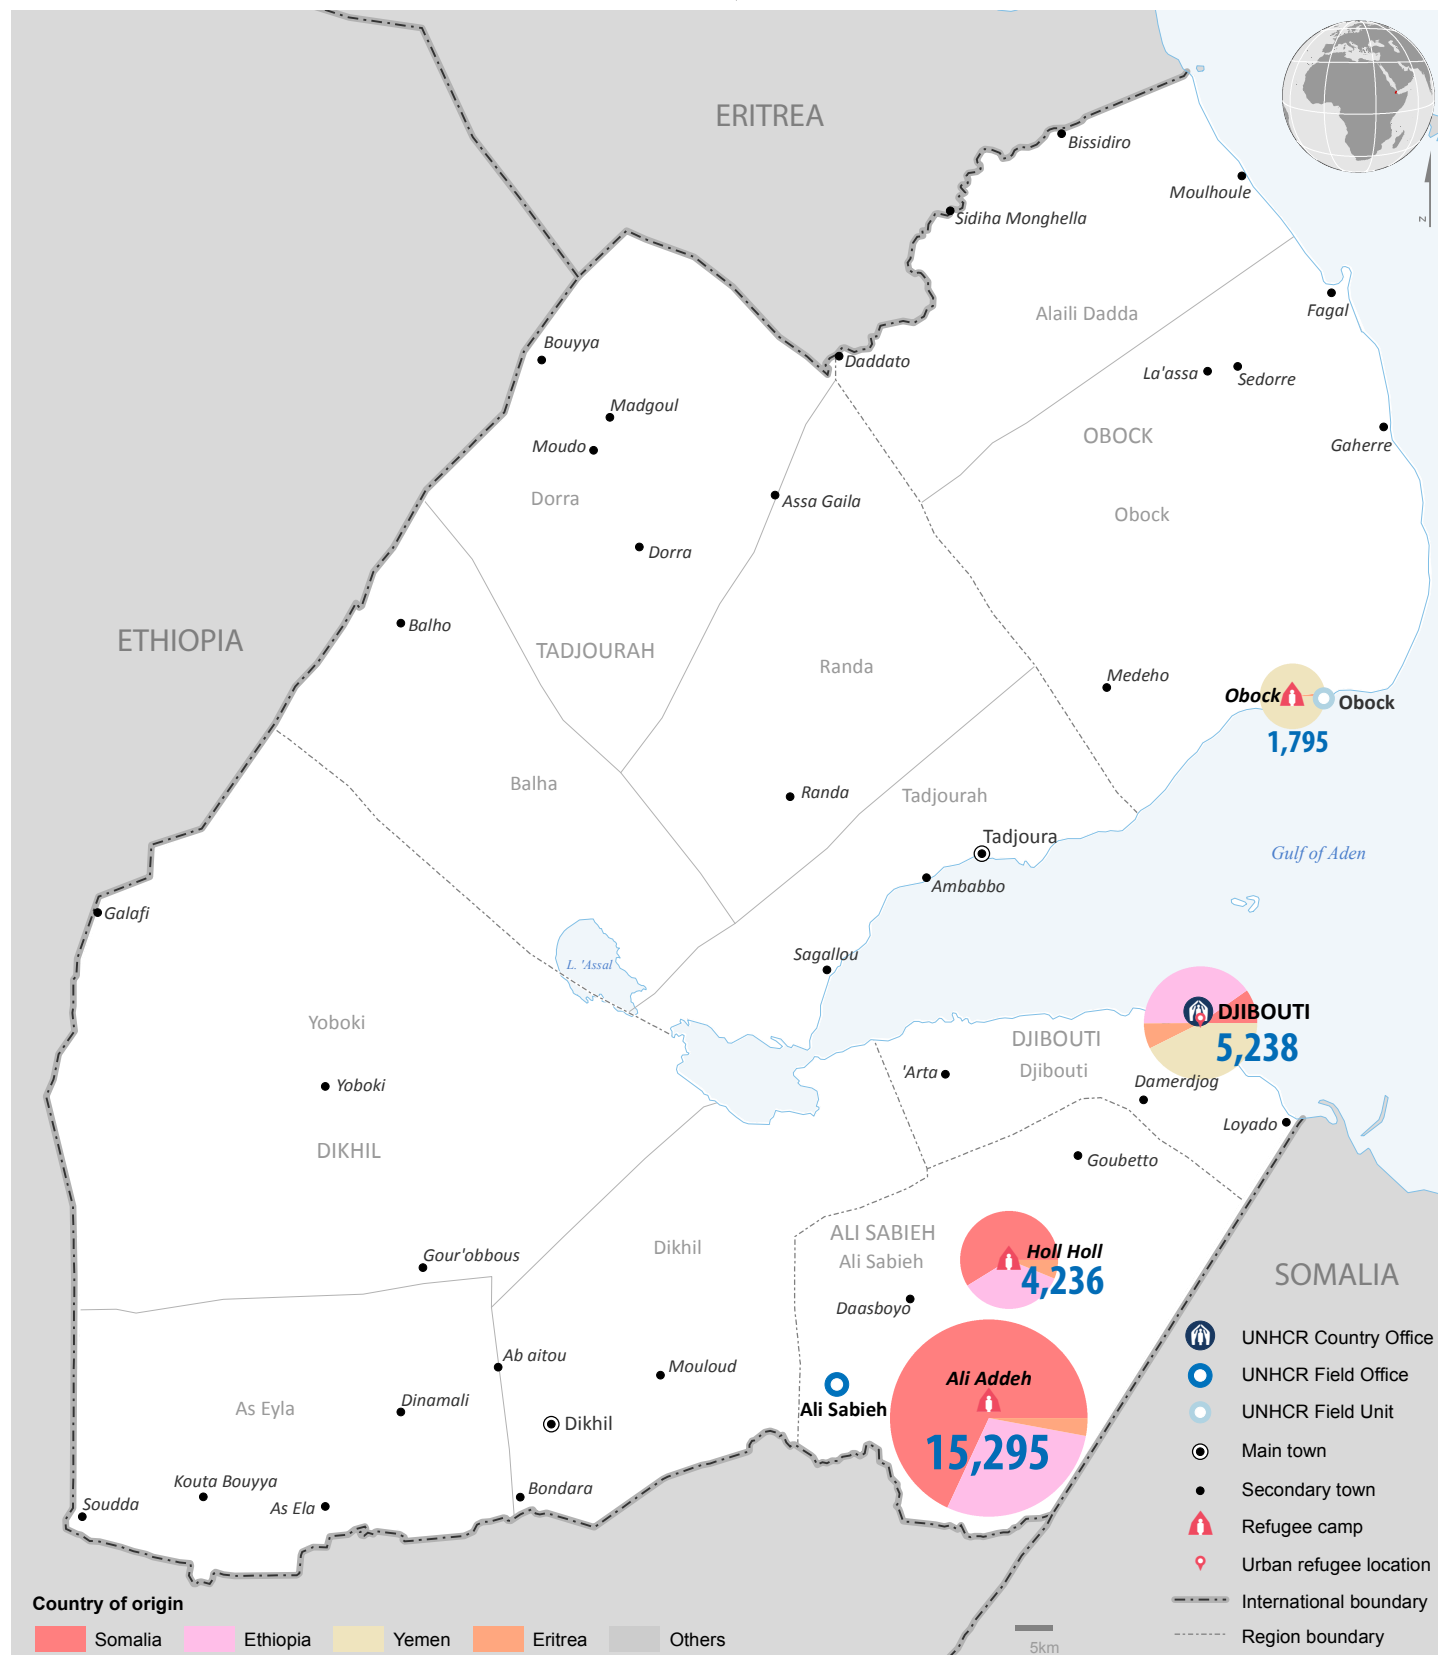 ERITREA
Bissidiro
Moulhoule
Sidiha Monghella
z
Alaili Dadda
Fagal
Bouyya
Daddato
La'assa
Sedorre
Madgoul
Moudo
OBOCK
Gaherre
Dorra
Assa Gaila
Obock
Dorra
Balho
ETHIOPIA
TADJOURAH
Randa
Medeho
Obock
Obock
1,795
Balha
Randa
Tadjourah
Tadjoura
Gulf of Aden
Ambabbo
Galafi
Sagallou
L. 'Assal
Yoboki
DJIBOUTI
5,238
DJIBOUTI
Djibouti
'Arta
Damerdjog
Yoboki
Loyado
DIKHIL
Goubetto
Dikhil
ALI SABIEH
Ali Sabieh
Holl Holl
4,236
Gour'obbous
SOMALIA
Daasboyo
UNHCR Country Office
Ab aitou
Mouloud
UNHCR Field Office
Ali Addeh
Dinamali
As Eyla
Ali Sabieh
UNHCR Field Unit
Dikhil
15,295
Main town
Kouta Bouyya
Bondara
Secondary town
Soudda
As Ela
Refugee camp
Urban refugee location
International boundary
Region boundary
Country of origin
Somalia Ethiopia Yemen Eritrea Others
5km